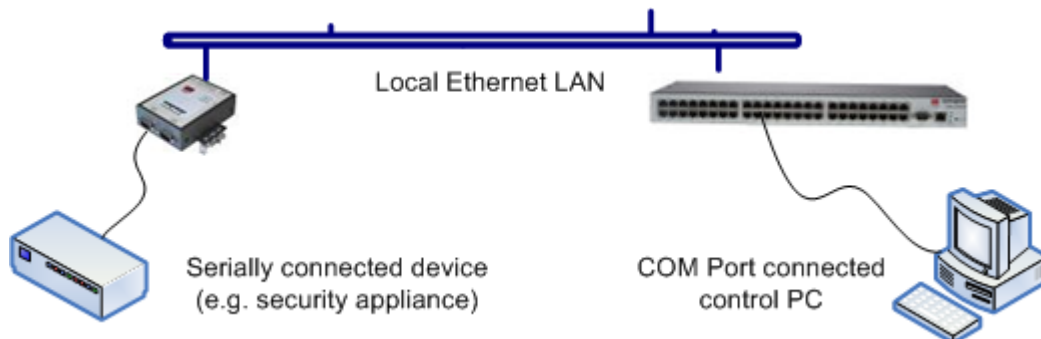 Local Ethernet LAN
Serially connected device
(e.g. security appliance)
COM Port connected
control PC